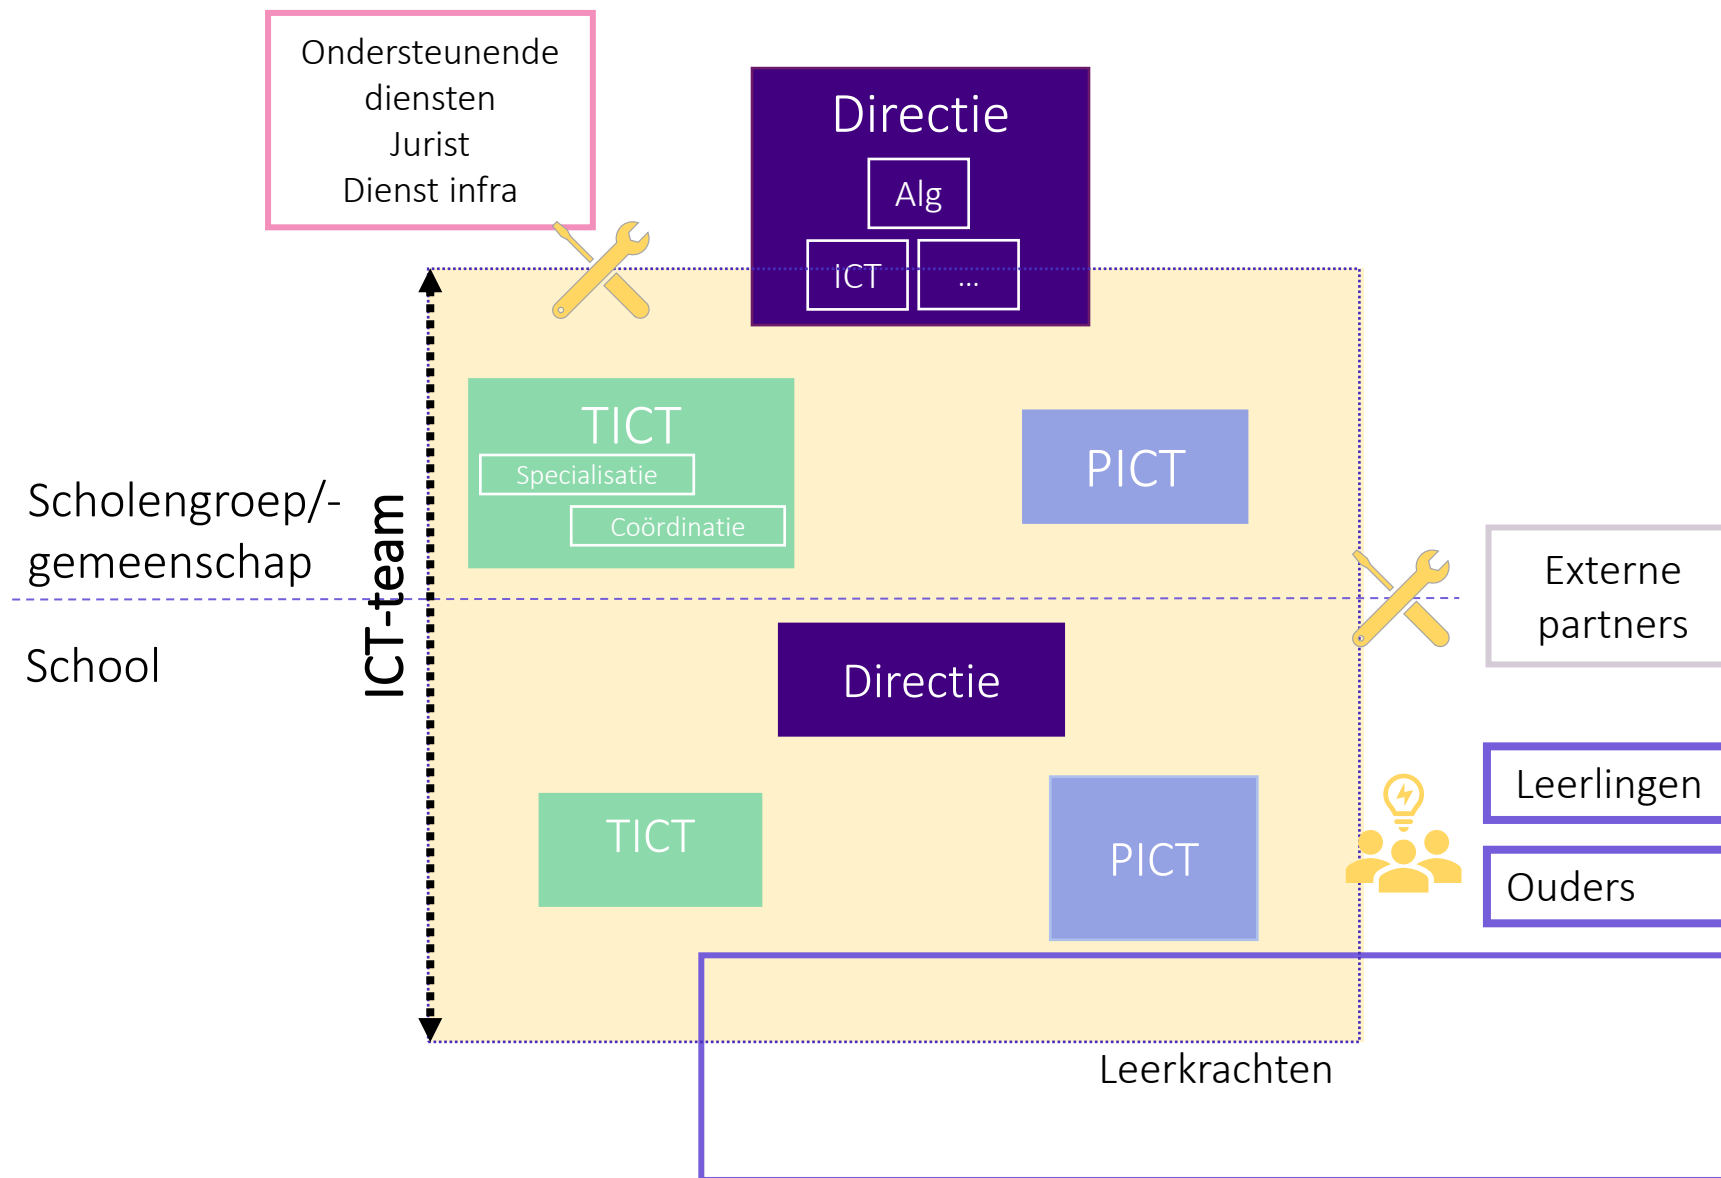 Ondersteunende
diensten
Jurist
Dienst infra
Directie
Alg
ICT
...
TICT
Specialisatie
Coördinatie
PICT
Scholengroep/-
gemeenschap
ICT-team
School
Externe
partners
Directie
Leerlingen
TICT
PICT
Ouders
Leerkrachten